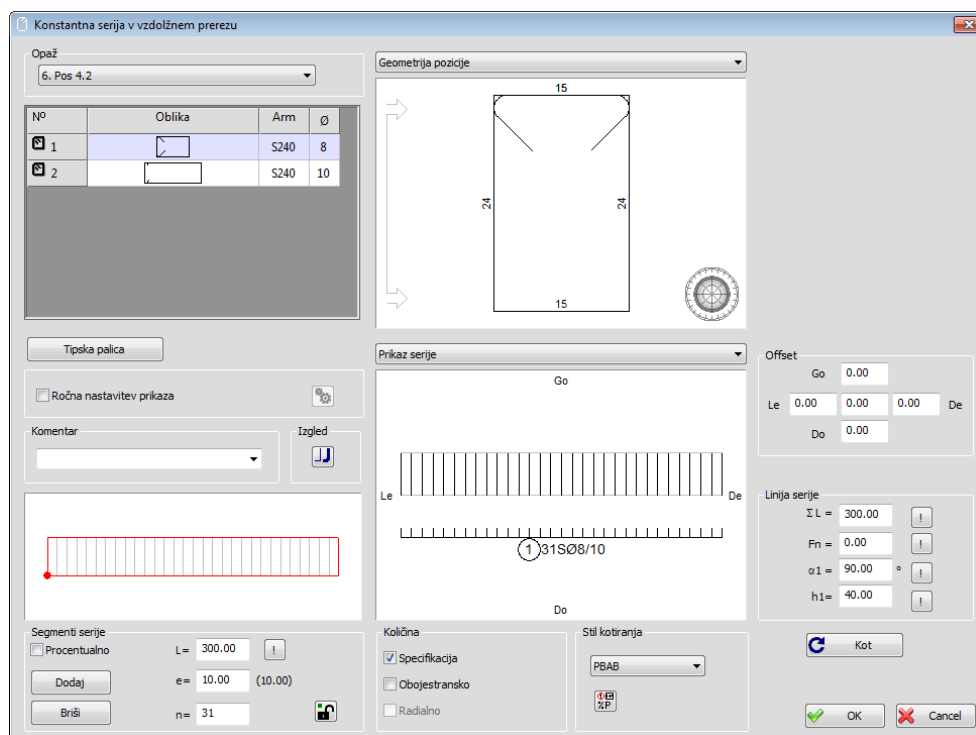 Konstantna serija v vzdolžnem prerezu
Opaž
6. Pos 4.2
Nº Oblika Arm Ø
1 S240 8
2 S240 10
Tipska palica
Ročna nastavitev prikaza
Komentar
Izgled
Geometrija pozicije
15
24 24
15
Prikaz serije
Go
Le De
1 31SØ8/10
Do
Offset
Go 0.00
Le 0.00 0.00 0.00 De
Do 0.00
Linija serije
Σ L = 300.00 !
Fn = 0.00 !
α1 = 90.00 ° !
h1= 40.00 !
Segmenti serije
Procentualno
L= 300.00 !
Dodaj
e= 10.00 (10.00)
Briši
n= 31
Količina
Specifikacija
Obojestransko
Radialno
Stil kotiranja
PBAB
%P
Kot
OK Cancel